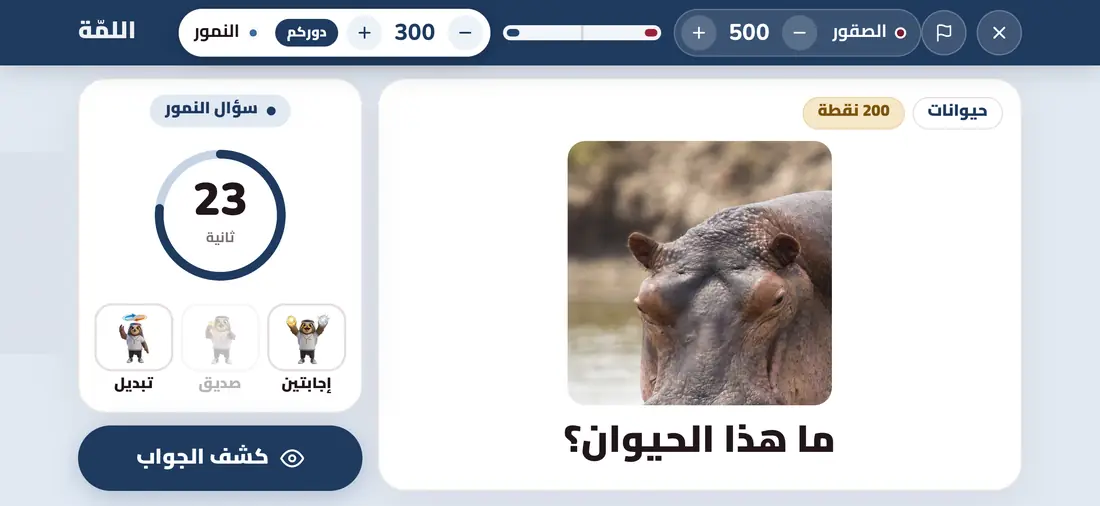 الصقور
− 500 +
النمور
دوركم
− 300 +
اللمّة
حيوانات
200 نقطة
ما هذا الحيوان؟
سؤال النمور
23
ثانية
إجابتين
صديق
تبديل
كشف الجواب